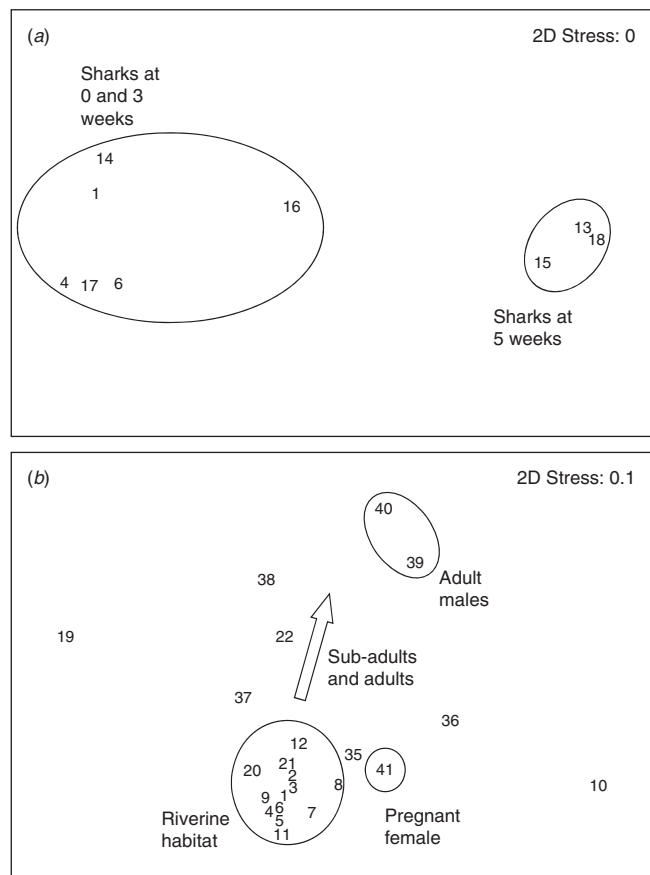 (a)
2D Stress: 0
Sharks at
0 and 3
weeks
14
1
16
4
17
6
13
18
15
Sharks at
5 weeks
(b)
2D Stress: 0.1
40
39
Adult
males
38
19
22
Sub-adults
and adults
37
36
12
35
21
20
41
2
8
10
3
9
1
6
4
7
5
11
Riverine
habitat
Pregnant
female